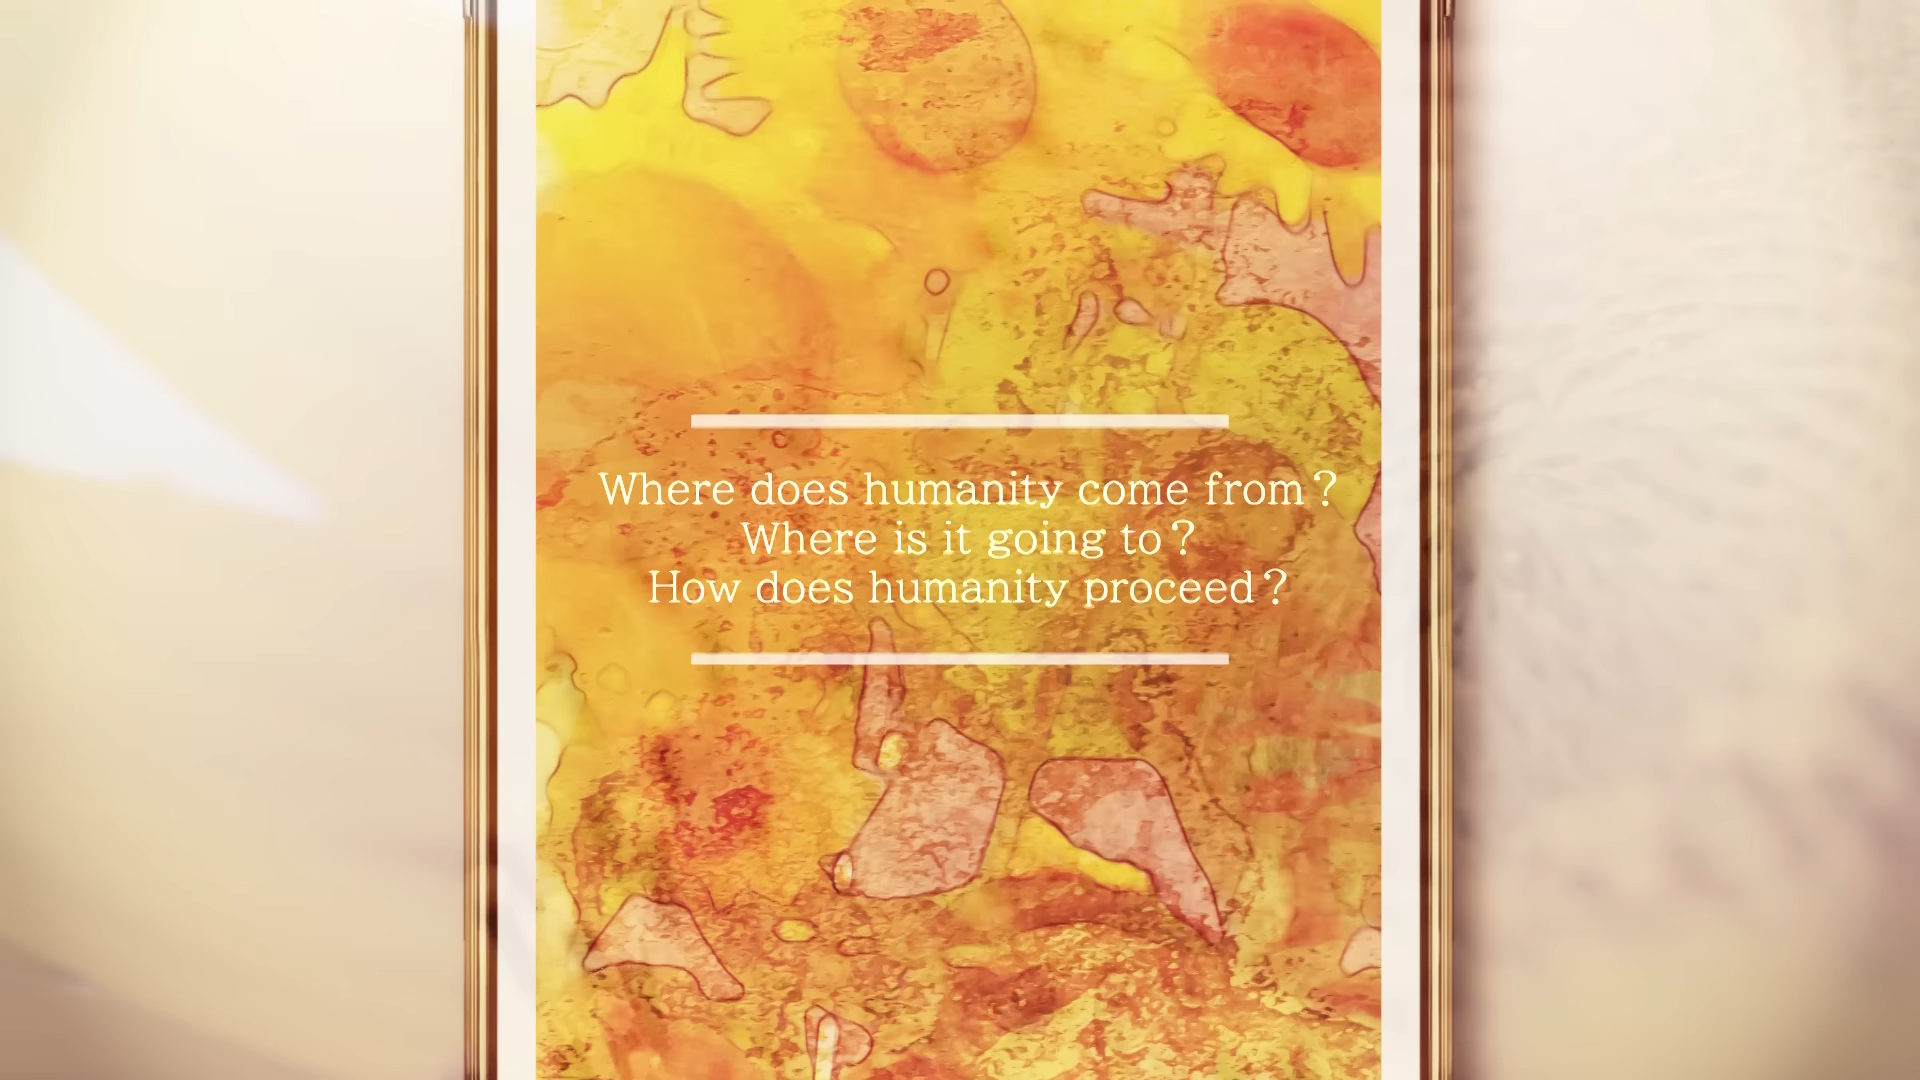 Where does humanity come from?
Where is it going to?
How does humanity proceed?